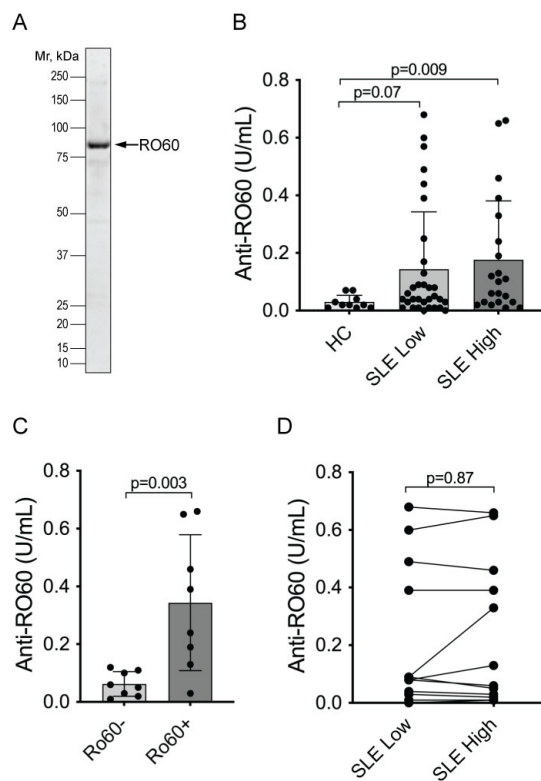 A
Mr, kDa
250
150
100
75
50
37
25
20
15
10
RO60
B
Anti-RO60 (U/mL)
0.8
0.6
0.4
0.2
0.0
p=0.009
p=0.07
HC
SLE Low
SLE High
C
Anti-RO60 (U/mL)
0.8
0.6
0.4
0.2
0.0
p=0.003
Ro60-
Ro60+
D
Anti-RO60 (U/mL)
0.8
0.6
0.4
0.2
0.0
p=0.87
SLE Low
SLE High